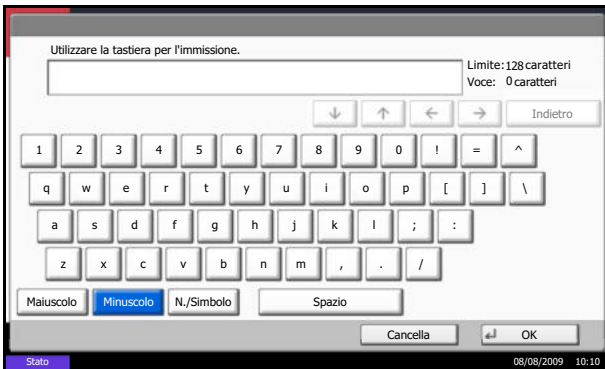 Utilizzare la tastiera per l'immissione.
Limite: 128 caratteri
Voce: 0 caratteri
↓ ↑ ← → Indietro
1 2 3 4 5 6 7 8 9 0 ! = ^
q w e r t y u i o p [ ] \
a s d f g h j k l ; :
z x c v b n m , . /
Maiuscolo Minuscolo N./Simbolo Spazio
Cancella OK
Stato 08/08/2009 10:10